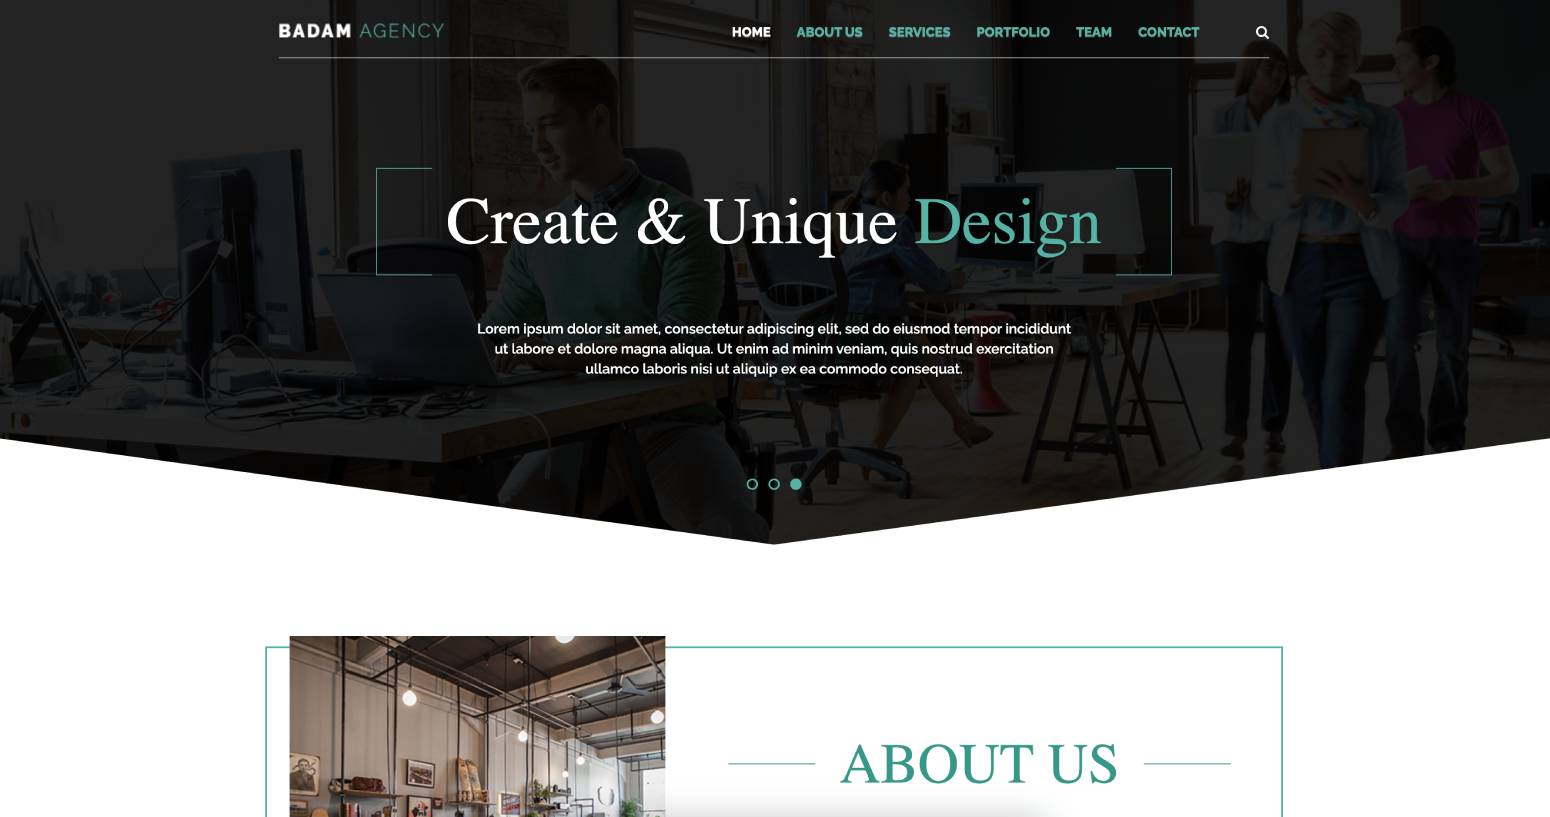 BADAM AGENCY
HOME ABOUT US SERVICES PORTFOLIO TEAM CONTACT
Create & Unique Design
Lorem ipsum dolor sit amet, consectetur adipiscing elit, sed do eiusmod tempor incididunt
ut labore et dolore magna aliqua. Ut enim ad minim veniam, quis nostrud exercitation
ullamco laboris nisi ut aliquip ex ea commodo consequat.
ABOUT US